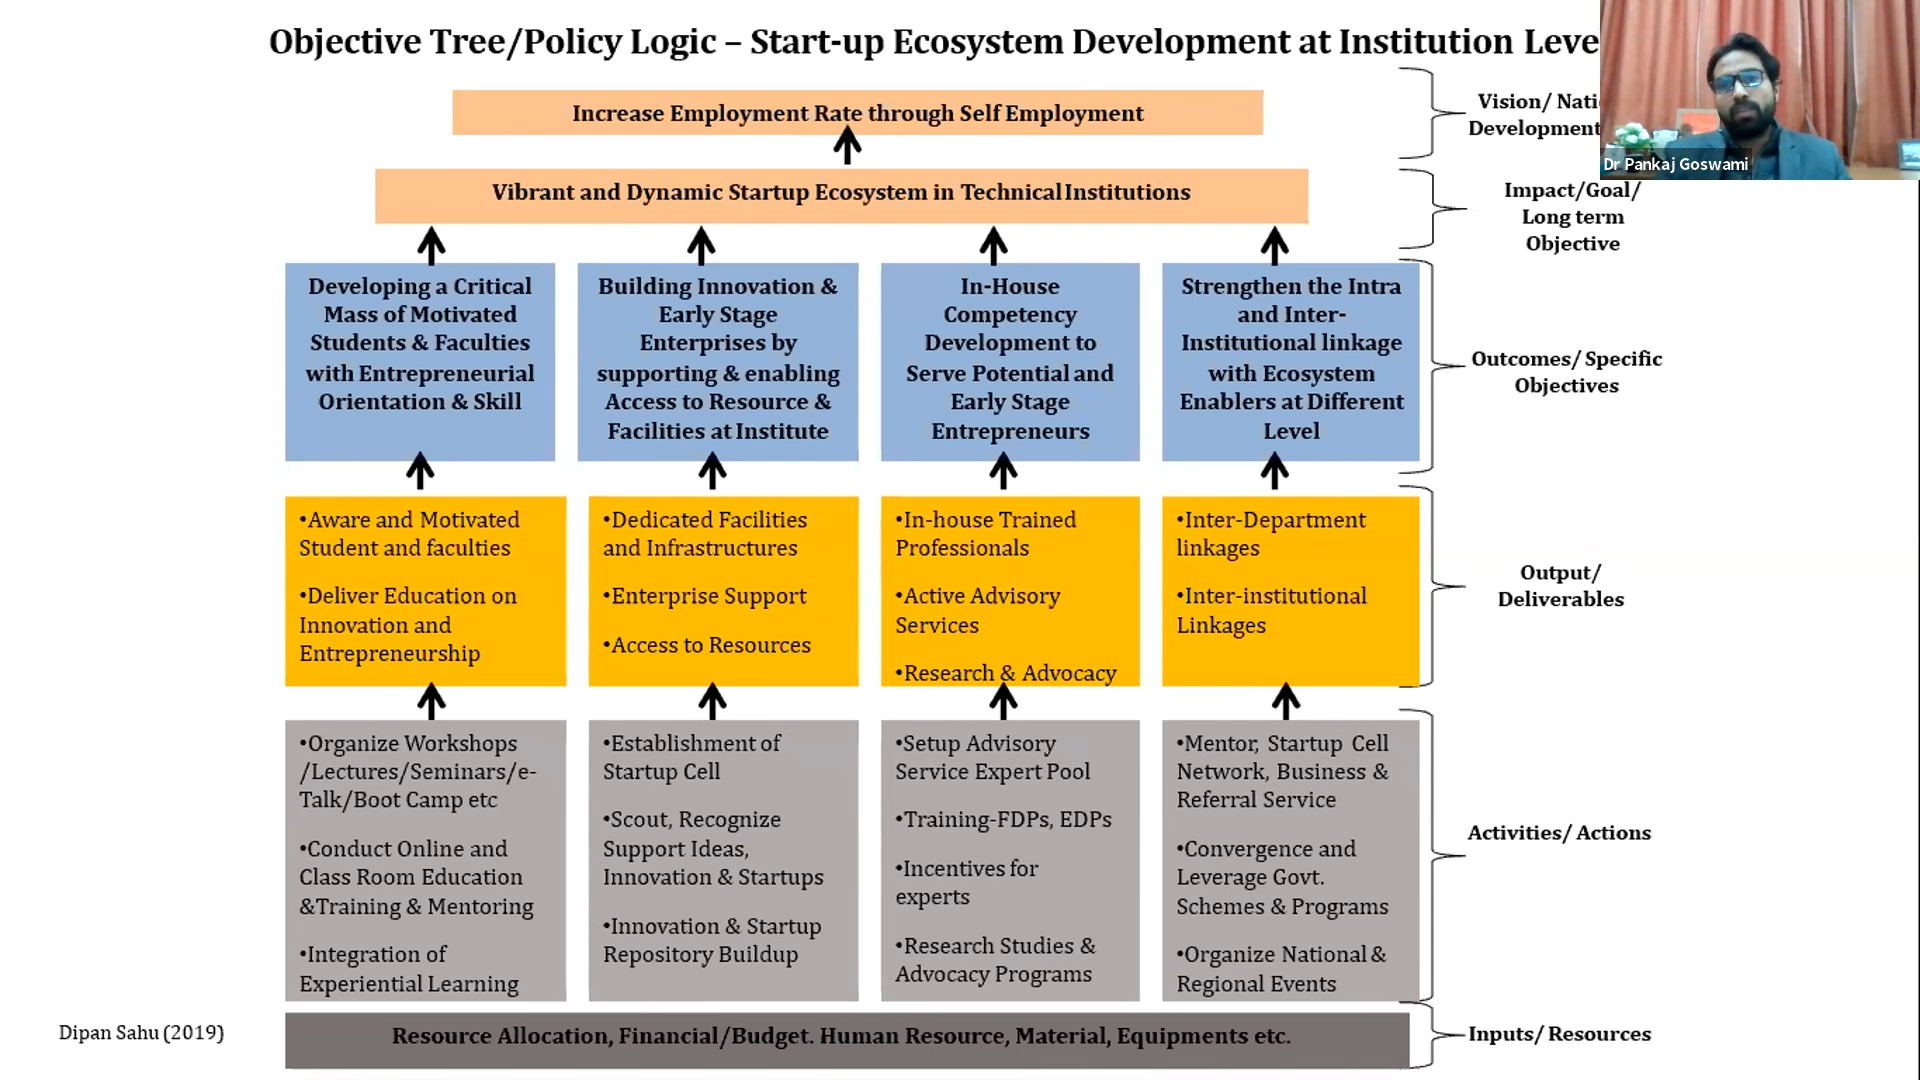 Objective Tree/Policy Logic – Start-up Ecosystem Development at Institution Leve
Increase Employment Rate through Self Employment
Vision/ Nati
Development
Dr Pankaj Goswami
Vibrant and Dynamic Startup Ecosystem in Technical Institutions
Impact/Goal/
Long term
Objective
Developing a Critical
Mass of Motivated
Students & Faculties
with Entrepreneurial
Orientation & Skill
Building Innovation &
Early Stage
Enterprises by
supporting & enabling
Access to Resource &
Facilities at Institute
In-House
Competency
Development to
Serve Potential and
Early Stage
Entrepreneurs
Strengthen the Intra
and Inter-
Institutional linkage
with Ecosystem
Enablers at Different
Level
Outcomes/ Specific
Objectives
•Aware and Motivated
Student and faculties
•Deliver Education on
Innovation and
Entrepreneurship
•Dedicated Facilities
and Infrastructures
•Enterprise Support
•Access to Resources
•In-house Trained
Professionals
•Active Advisory
Services
•Research & Advocacy
•Inter-Department
linkages
•Inter-institutional
Linkages
Output/
Deliverables
•Organize Workshops
/Lectures/Seminars/e-
Talk/Boot Camp etc
•Conduct Online and
Class Room Education
&Training & Mentoring
•Integration of
Experiential Learning
•Establishment of
Startup Cell
•Scout, Recognize
Support Ideas,
Innovation & Startups
•Innovation & Startup
Repository Buildup
•Setup Advisory
Service Expert Pool
•Training-FDPs, EDPs
•Incentives for
experts
•Research Studies &
Advocacy Programs
•Mentor, Startup Cell
Network, Business &
Referral Service
•Convergence and
Leverage Govt.
Schemes & Programs
•Organize National &
Regional Events
Activities/ Actions
Dipan Sahu (2019)
Resource Allocation, Financial/Budget. Human Resource, Material, Equipments etc.
Inputs/ Resources